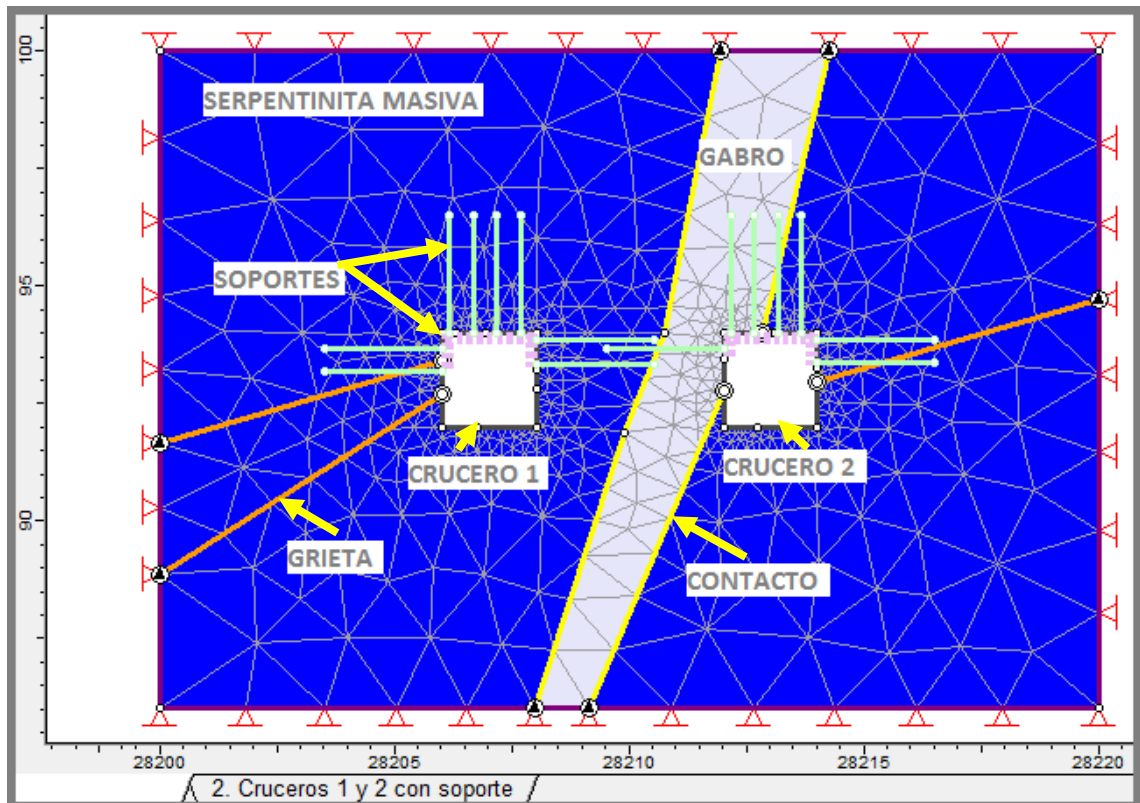 100
SERPENTINITA MASIVA
GABRO
95
SOPORTES
CRUCERO 1
CRUCERO 2
90
GRIETA
CONTACTO
28200 28205 28210 28215 28220
2. Cruceros 1 y 2 con soporte